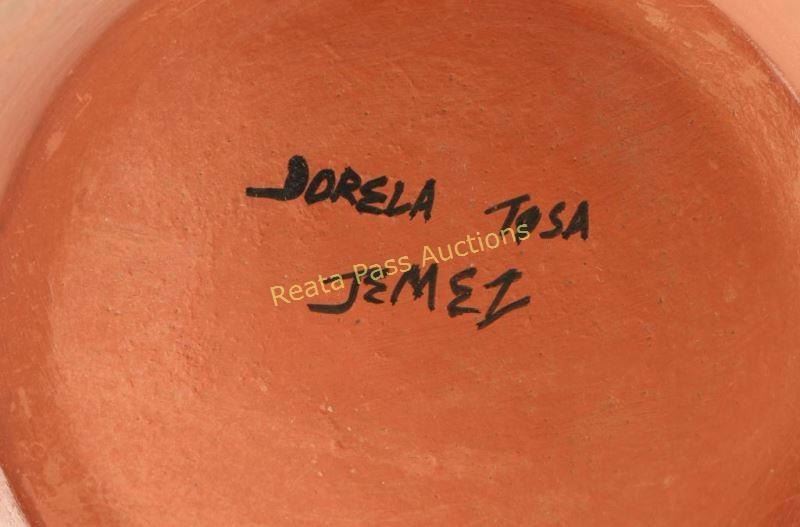 DORELA TOSA
Reata Pass Auctions
JEMEZ